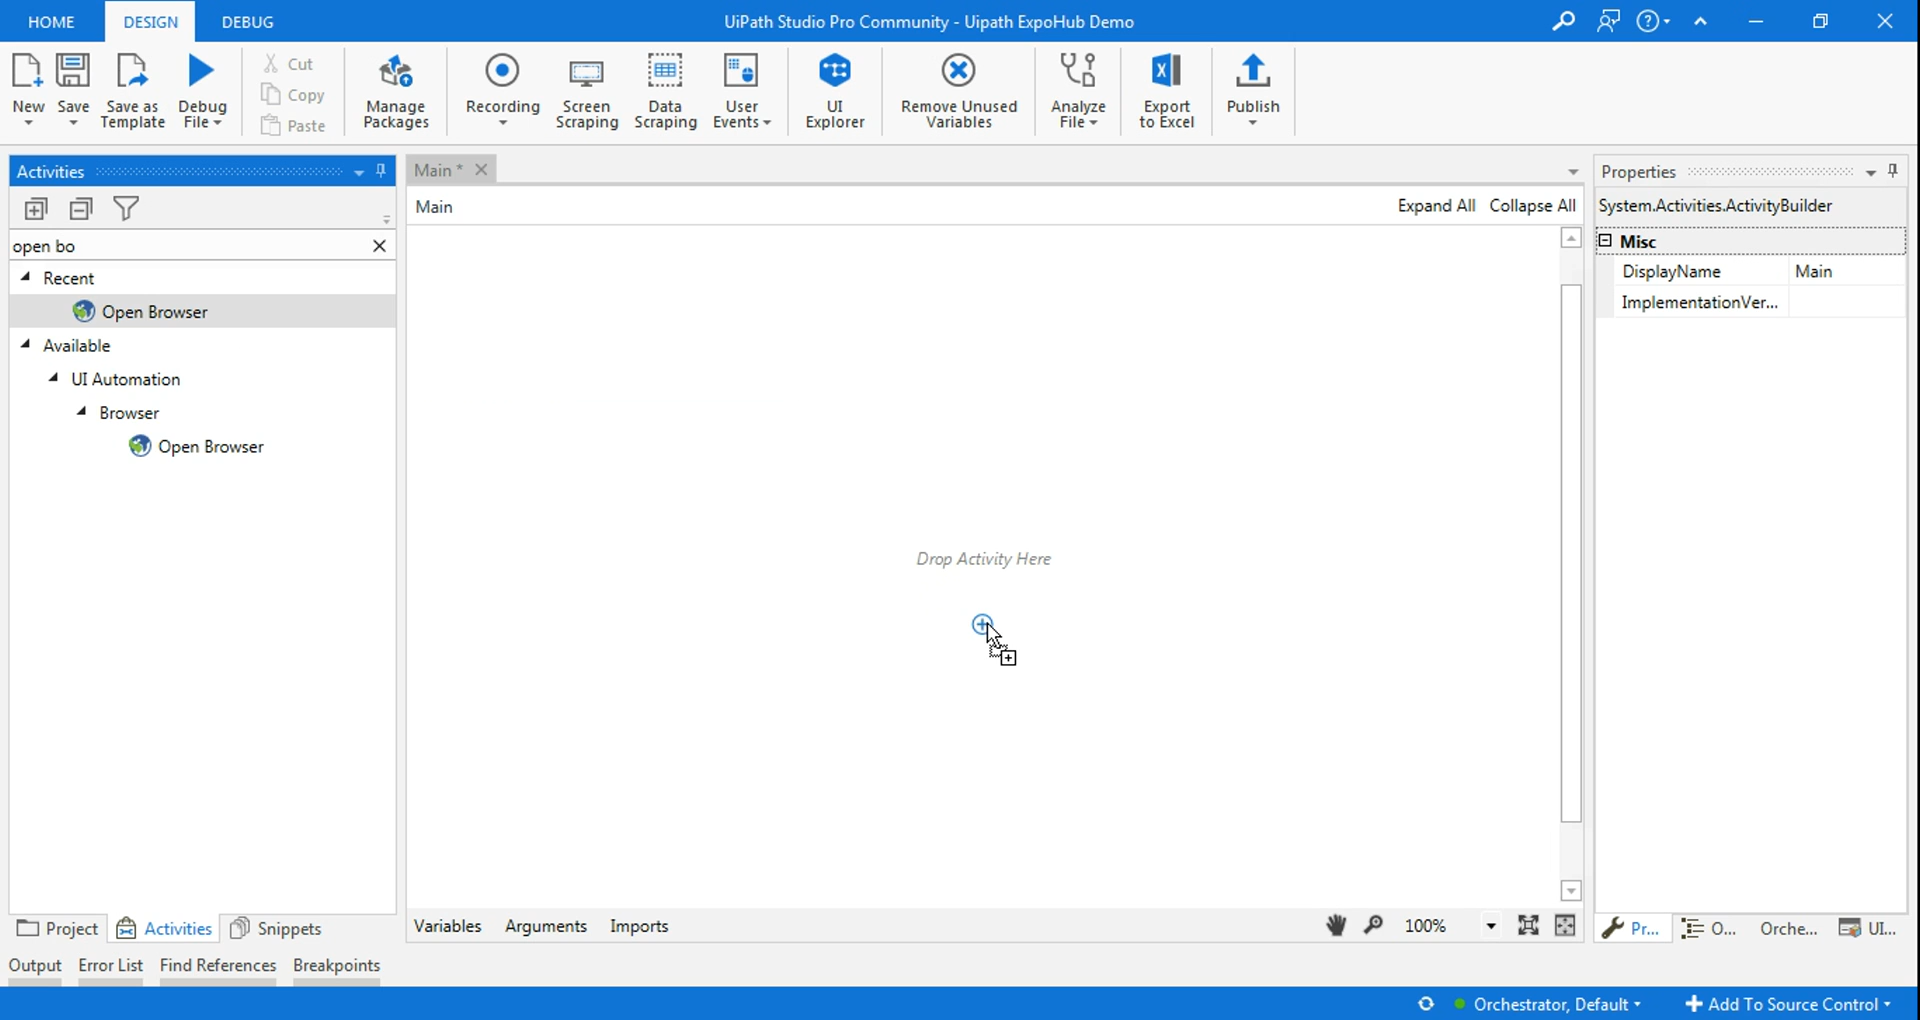 HOME DESIGN DEBUG UiPath Studio Pro Community - Uipath ExpoHub Demo
New
Save
Save as
Template
Debug
File
Cut
Copy
Paste
Manage
Packages
Recording
Screen
Scraping
Data
Scraping
User
Events
UI
Explorer
Remove Unused
Variables
Analyze
File
Export
to Excel
Publish
Activities
open bo
Recent
Open Browser
Available
UI Automation
Browser
Open Browser
Project Activities Snippets
Main *
Main Expand All Collapse All
Drop Activity Here
Variables Arguments Imports 100%
Properties
System.Activities.ActivityBuilder
Misc
DisplayName Main
ImplementationVer...
Pr... O... Orche... UI...
Output Error List Find References Breakpoints
Orchestrator, Default Add To Source Control